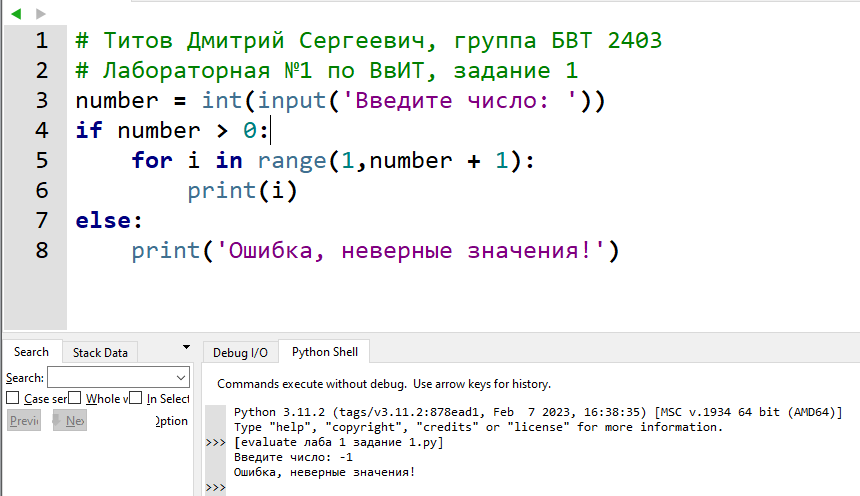 1 # Титов Дмитрий Сергеевич, группа БВТ 2403
2 # Лабораторная №1 по ВвИТ, задание 1
3 number = int(input('Введите число: '))
4 if number > 0:
5     for i in range(1,number + 1):
6         print(i)
7 else:
8     print('Ошибка, неверные значения!')
Search Stack Data
Search:
Case ser Whole v In Select
Previ Nex Option
Debug I/O Python Shell
Commands execute without debug. Use arrow keys for history.
Python 3.11.2 (tags/v3.11.2:878ead1, Feb  7 2023, 16:38:35) [MSC v.1934 64 bit (AMD64)]
Type "help", "copyright", "credits" or "license" for more information.
>>> [evaluate лаба 1 задание 1.py]
Введите число: -1
Ошибка, неверные значения!
>>>